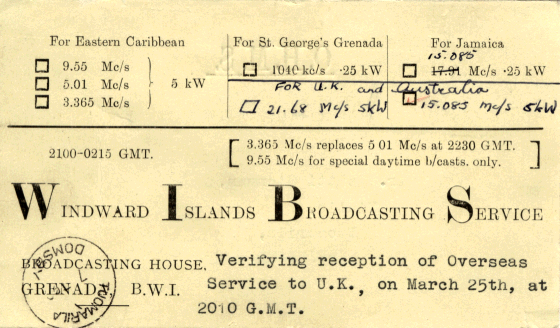 For Eastern Caribbean
9.55 Mc/s
5.01 Mc/s
3.365 Mc/s
5 kW
For St. George's Grenada
1040 kc/s ·25 kW
For Jamaica
15.085
17.91 Mc/s ·25 kW
FOR U.K. and Australia
21.68 Mc/s 5kW
15.085 mc/s 5kW
2100-0215 GMT.
3.365 Mc/s replaces 5 01 Mc/s at 2230 GMT.
9.55 Mc/s for special daytime b/casts. only.
WINDWARD ISLANDS BROADCASTING SERVICE
BROADCASTING HOUSE,
GRENADA B.W.I.
Verifying reception of Overseas
Service to U.K., on March 25th, at
2010 G.M.T.